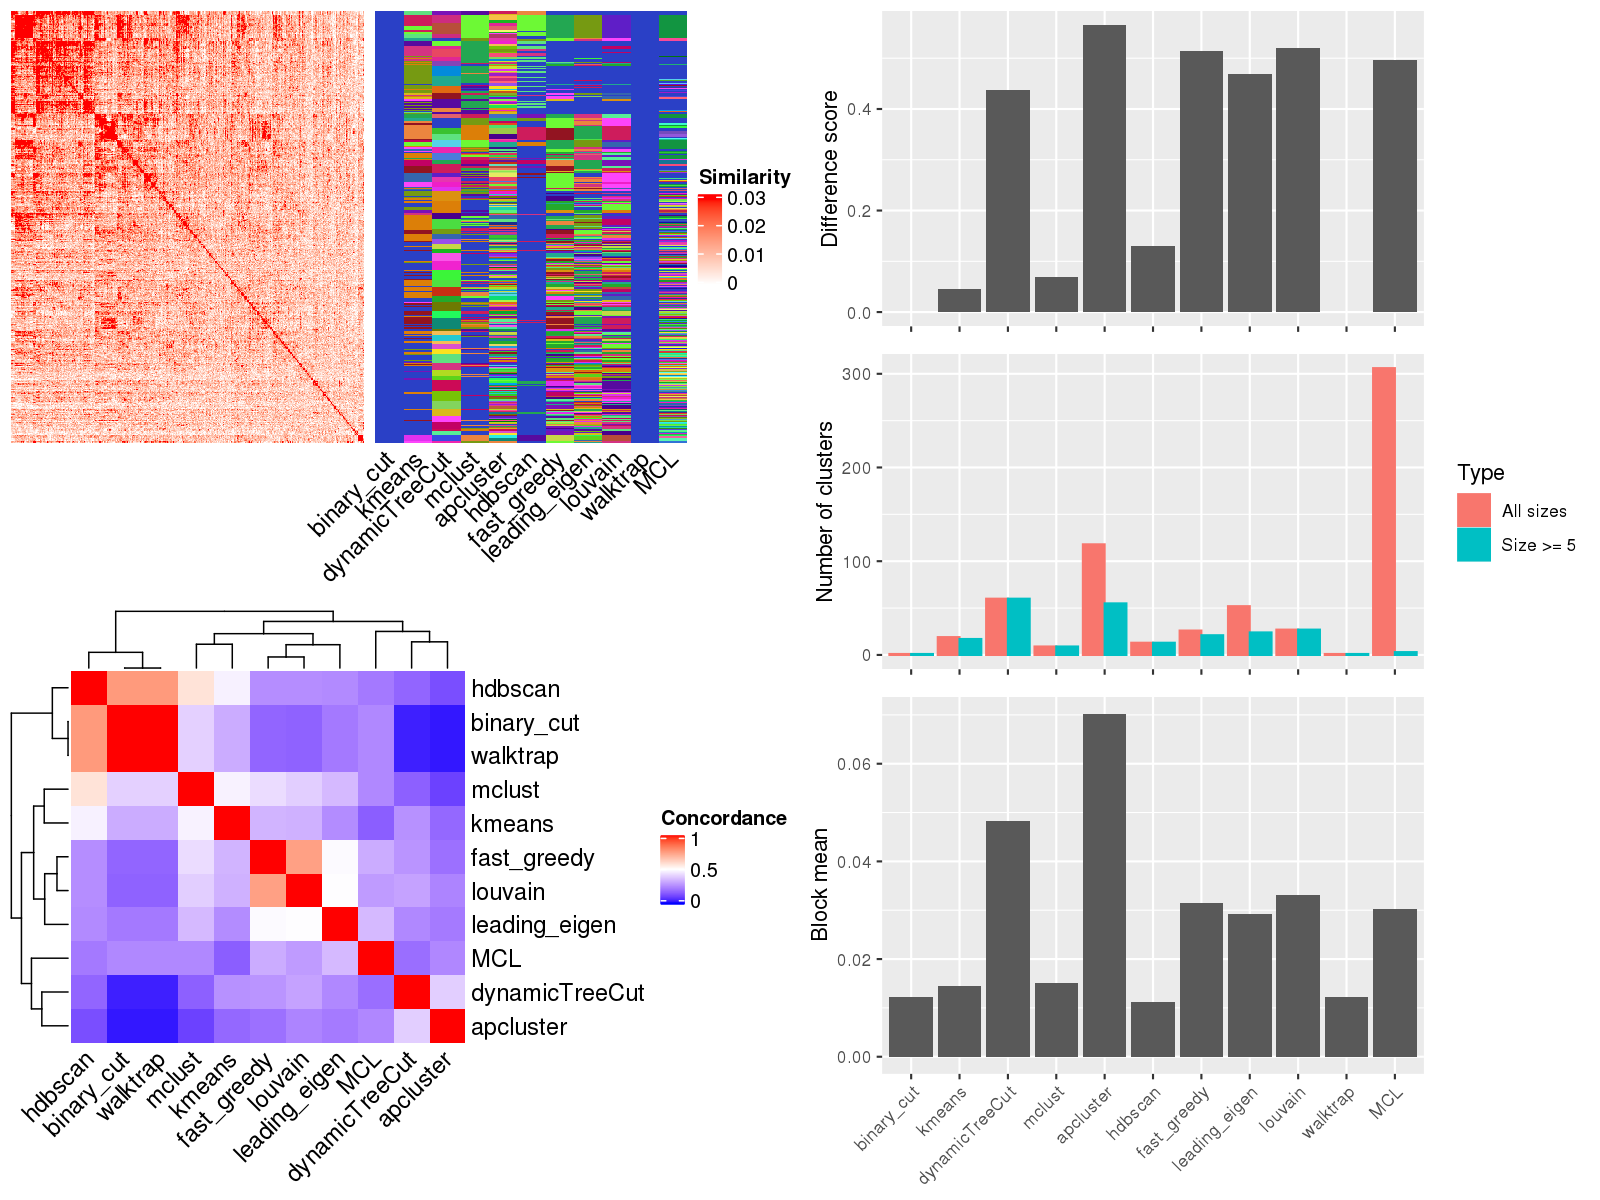 Similarity
0.03
0.02
0.01
0
binary_cut
kmeans
dynamicTreeCut
mclust
apcluster
hdbscan
fast_greedy
leading_eigen
louvain
walktrap
MCL
hdbscan
binary_cut
walktrap
mclust
kmeans
fast_greedy
louvain
leading_eigen
MCL
dynamicTreeCut
apcluster
Concordance
1
0.5
0
hdbscan
binary_cut
walktrap
mclust
kmeans
fast_greedy
louvain
leading_eigen
MCL
dynamicTreeCut
apcluster
Difference score
0.4
0.2
0.0
Number of clusters
300
200
100
0
Type
All sizes
Size >= 5
Block mean
0.06
0.04
0.02
0.00
binary_cut
kmeans
dynamicTreeCut
mclust
apcluster
hdbscan
fast_greedy
leading_eigen
louvain
walktrap
MCL